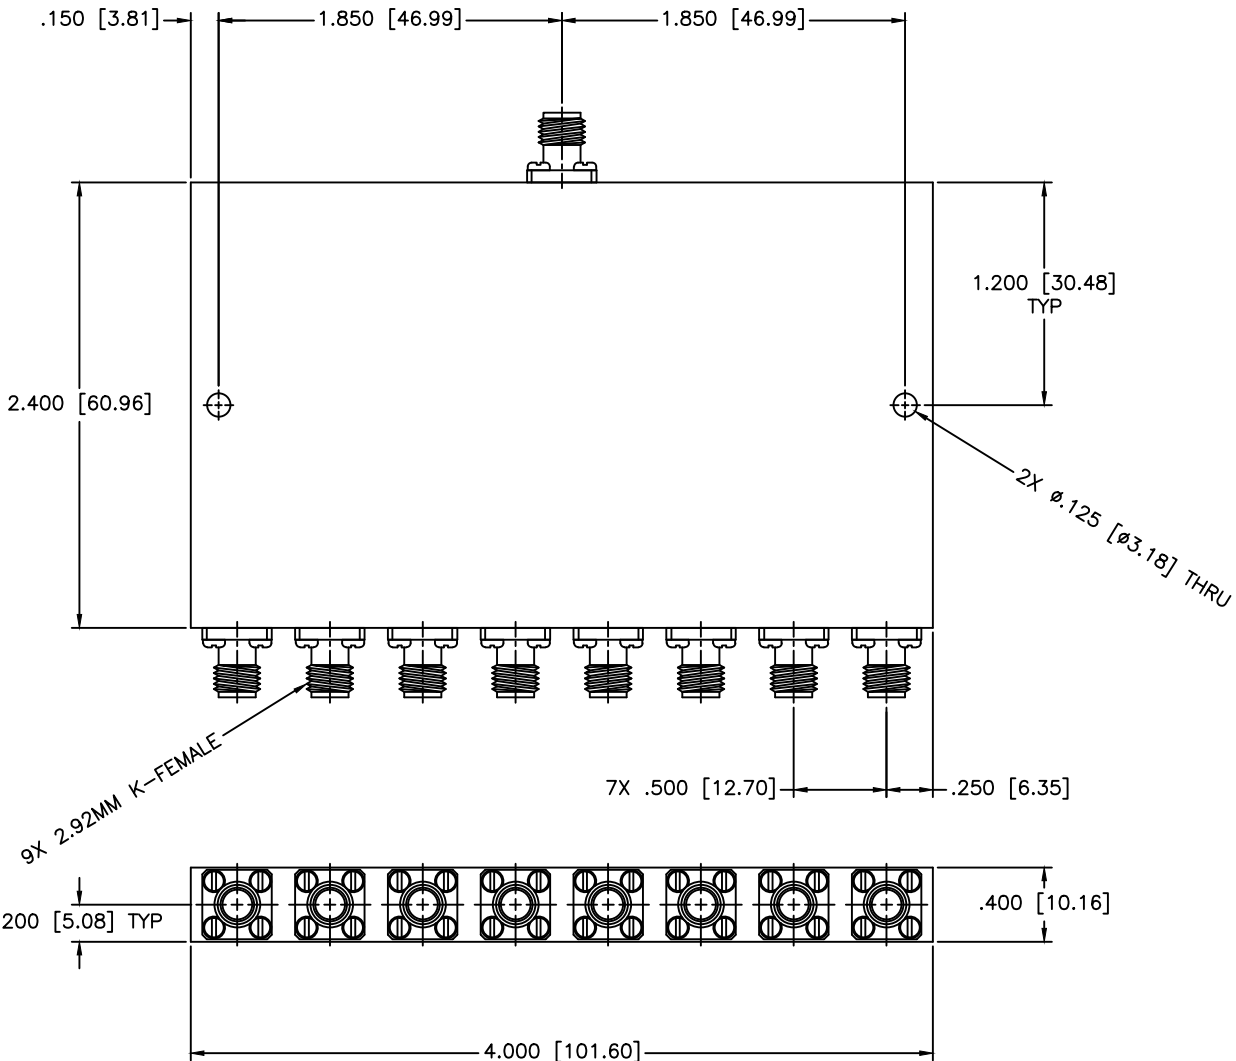 .150 [3.81]
1.850 [46.99]
1.850 [46.99]
1.200 [30.48]
TYP
2.400 [60.96]
2X ø.125 [ø3.18] THRU
9X 2.92MM K-FEMALE
7X .500 [12.70]
.250 [6.35]
200 [5.08] TYP
.400 [10.16]
4.000 [101.60]